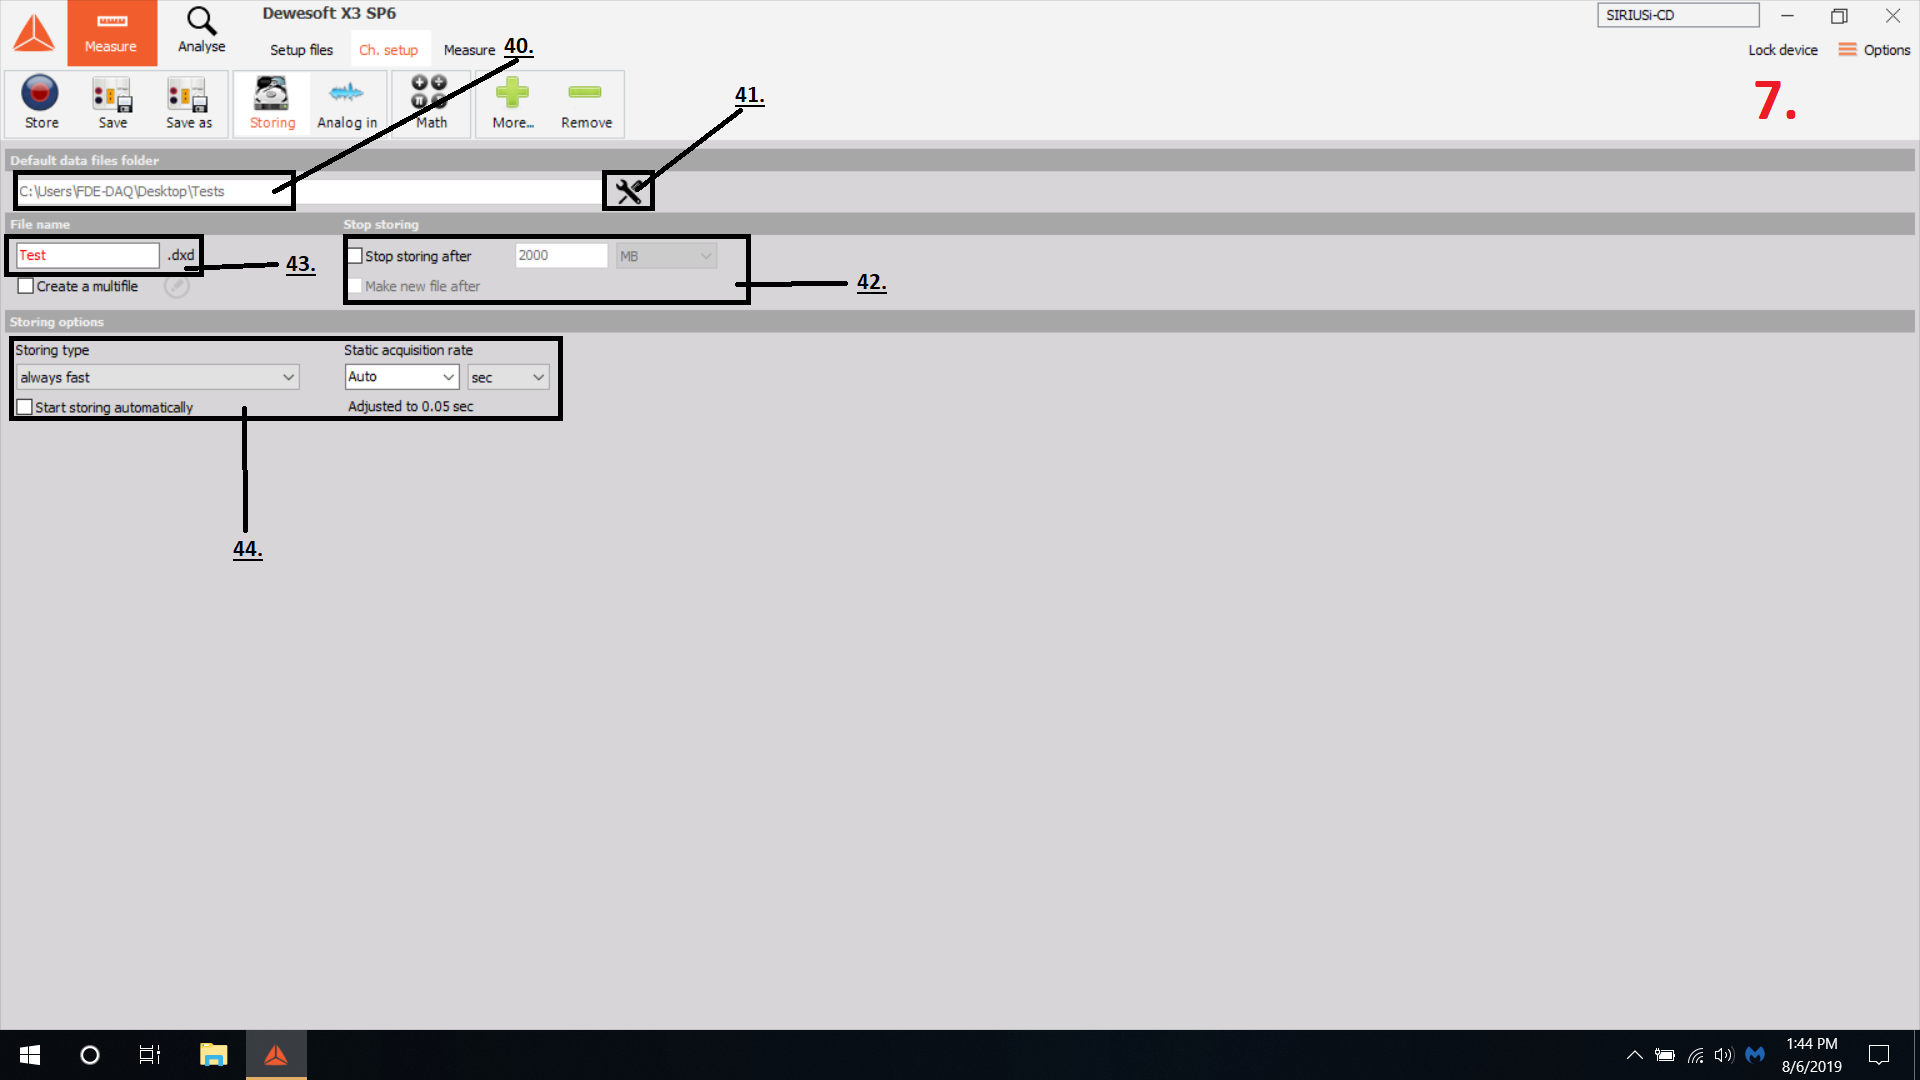 Dewesoft X3 SP6
SIRIUSi-CD
Measure
Analyse
Setup files
Ch. setup
Measure
40.
Lock device
Options
Store
Save
Save as
Storing
Analog in
Math
More...
Remove
41.
7.
Default data files folder
C:\Users\FDE-DAQ\Desktop\Tests
File name
Stop storing
Test
.dxd
43.
Stop storing after
2000
MB
Create a multifile
Make new file after
42.
Storing options
Storing type
Static acquisition rate
always fast
Auto
sec
Start storing automatically
Adjusted to 0.05 sec
44.
1:44 PM
8/6/2019